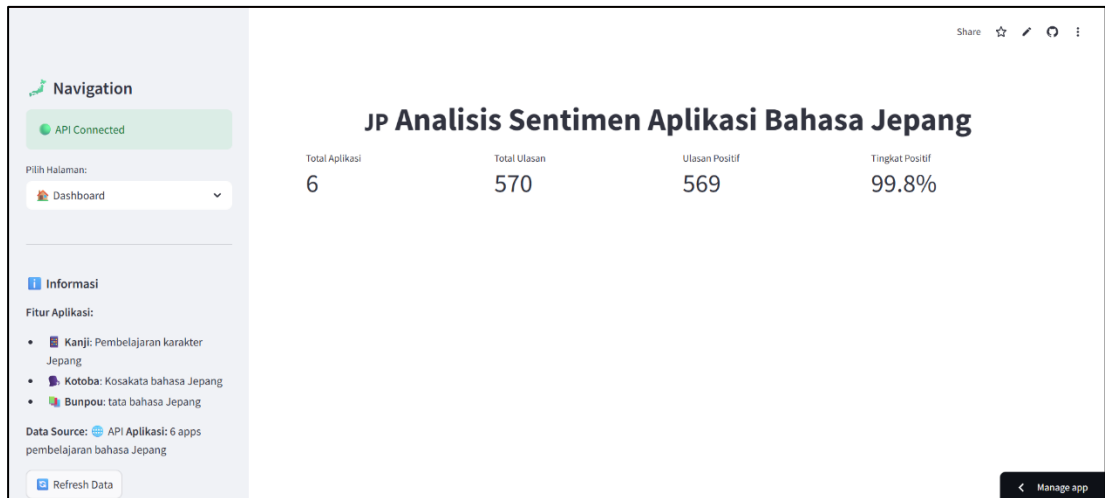 Share
Navigation
API Connected
Pilih Halaman:
Dashboard
Informasi
Fitur Aplikasi:
Kanji: Pembelajaran karakter
Jepang
Kotoba: Kosakata bahasa Jepang
Bunpou: tata bahasa Jepang
Data Source: API Aplikasi: 6 apps
pembelajaran bahasa Jepang
Refresh Data
JP Analisis Sentimen Aplikasi Bahasa Jepang
Total Aplikasi
6
Total Ulasan
570
Ulasan Positif
569
Tingkat Positif
99.8%
Manage app